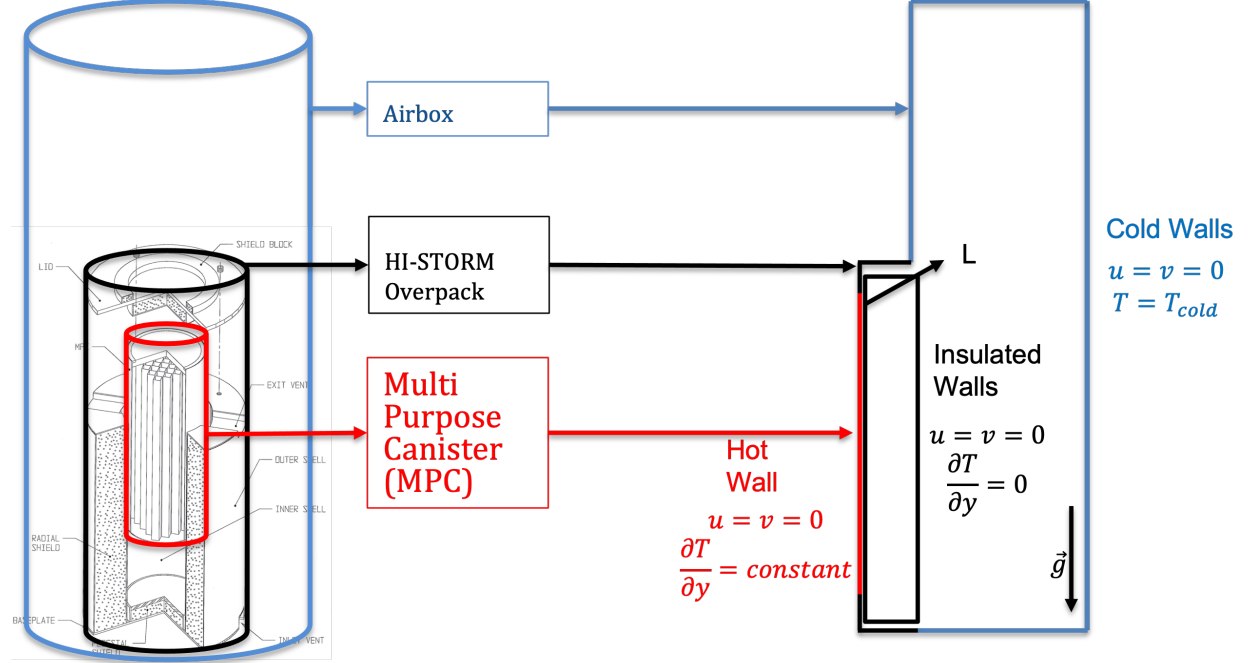 Airbox
SHIELD BLOCK
LID
HI-STORM
Overpack
L
Cold Walls
u = v = 0
T = T_cold
Insulated
Walls
u = v = 0
∂T/∂y = 0
Multi
Purpose
Canister
(MPC)
EXIT VENT
Hot
Wall
u = v = 0
∂T/∂y = constant
OUTER SHELL
INNER SHELL
RADIAL
SHIELD
g⃗
BASEPLATE
SHIELD
INLET VENT